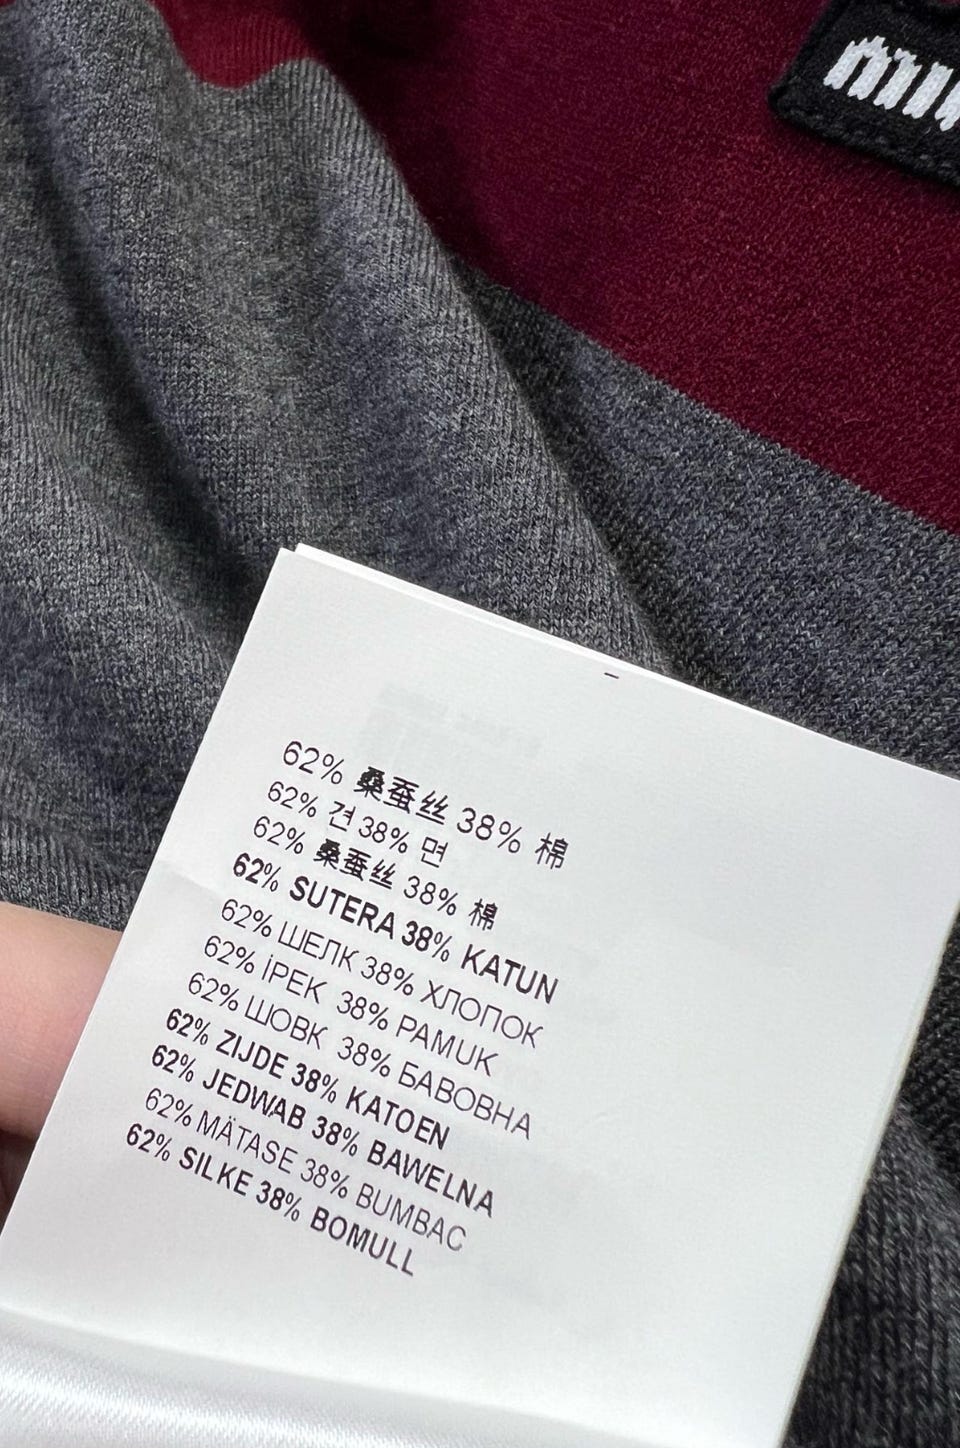 62% 桑蚕丝 38% 棉
62% 견 38% 면
62% 桑蚕丝 38% 棉
62% SUTERA 38% KATUN
62% ШЕЛК 38% ХЛОПОК
62% İPEK 38% PAMUK
62% ШОВК 38% БАВОВНА
62% ZIJDE 38% KATOEN
62% JEDWAB 38% BAWELNA
62% MÄTASE 38% BUMBAC
62% SILKE 38% BOMULL